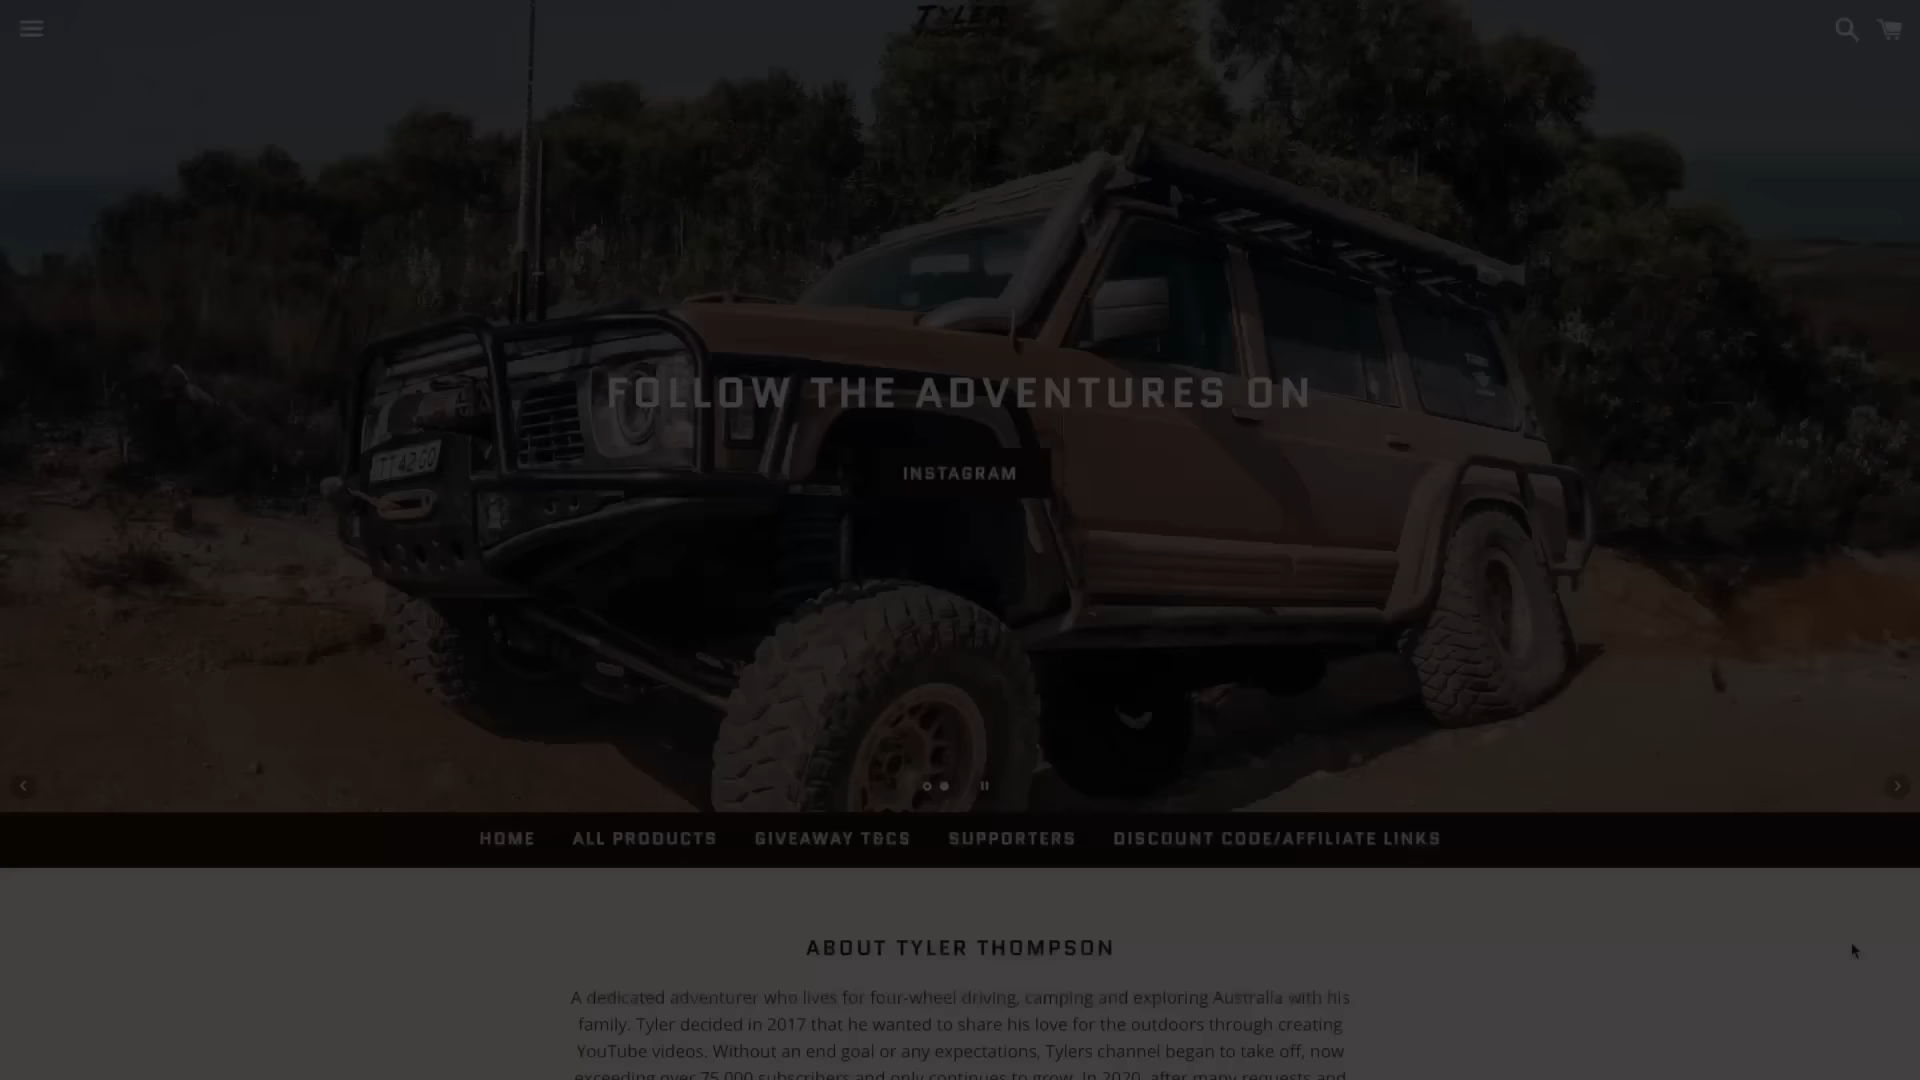 TYLER
FOLLOW THE ADVENTURES ON
INSTAGRAM
HOME ALL PRODUCTS GIVEAWAY T&CS SUPPORTERS DISCOUNT CODE/AFFILIATE LINKS
ABOUT TYLER THOMPSON
A dedicated adventurer who lives for four-wheel driving, camping and exploring Australia with his
family. Tyler decided in 2017 that he wanted to share his love for the outdoors through creating
YouTube videos. Without an end goal or any expectations, Tylers channel began to take off, now
exceeding over 75,000 subscribers and only continues to grow. In 2020, after many requests and